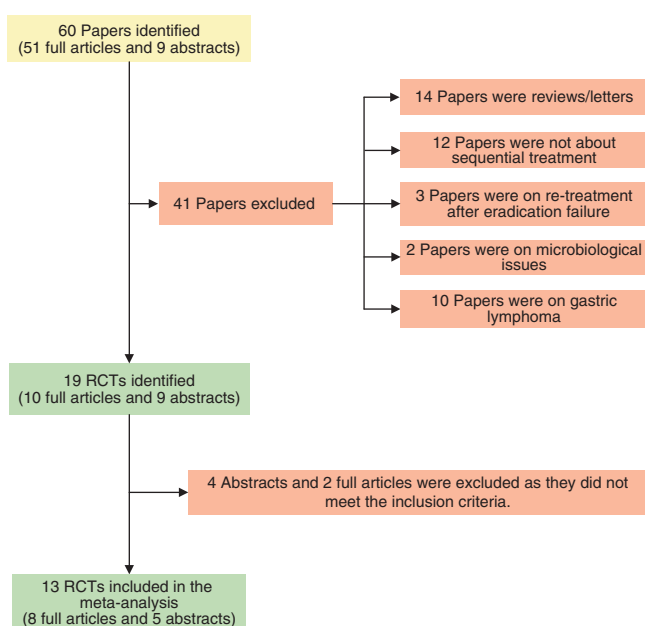 60 Papers identified
(51 full articles and 9 abstracts)
14 Papers were reviews/letters
12 Papers were not about
sequential treatment
41 Papers excluded
3 Papers were on re-treatment
after eradication failure
2 Papers were on microbiological
issues
10 Papers were on gastric
lymphoma
19 RCTs identified
(10 full articles and 9 abstracts)
4 Abstracts and 2 full articles were excluded as they did not
meet the inclusion criteria.
13 RCTs included in the
meta-analysis
(8 full articles and 5 abstracts)